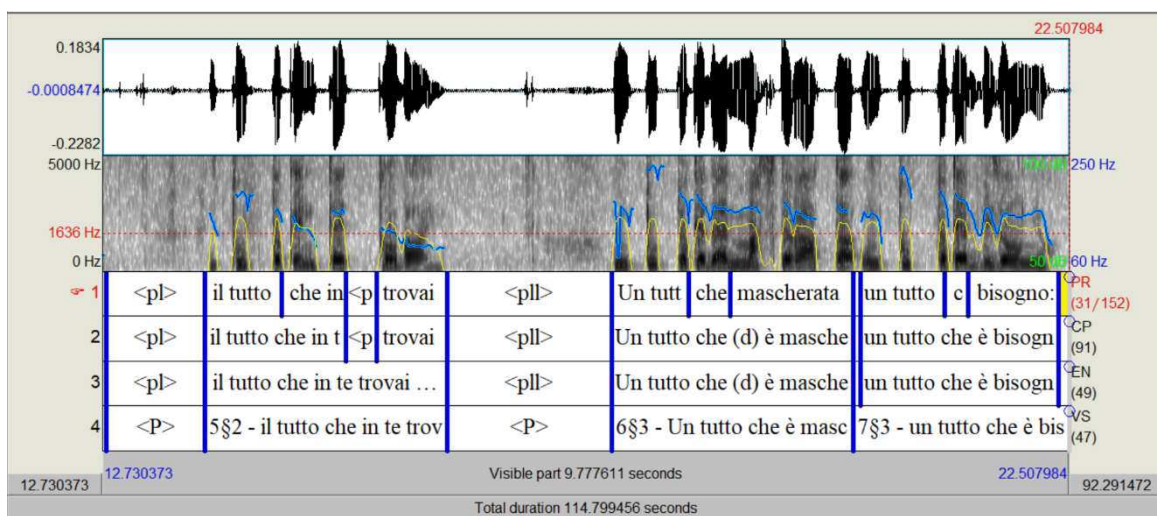 22.507984
0.1834
-0.0008474
-0.2282
5000 Hz 250 Hz
1636 Hz
0 Hz 50 dB 60 Hz
1 <pl> il tutto che in <p trovai <pll> Un tutt che mascherata un tutto c bisogno: PR (31/152)
2 <pl> il tutto che in t <p trovai <pll> Un tutto che (d) è masche un tutto che è bisogn CP (91)
3 <pl> il tutto che in te trovai … <pll> Un tutto che (d) è masche un tutto che è bisogn EN (49)
4 <P> 5§2 - il tutto che in te trov <P> 6§3 - Un tutto che è masc 7§3 - un tutto che è bis VS (47)
12.730373 Visible part 9.777611 seconds 22.507984
12.730373 92.291472
Total duration 114.799456 seconds